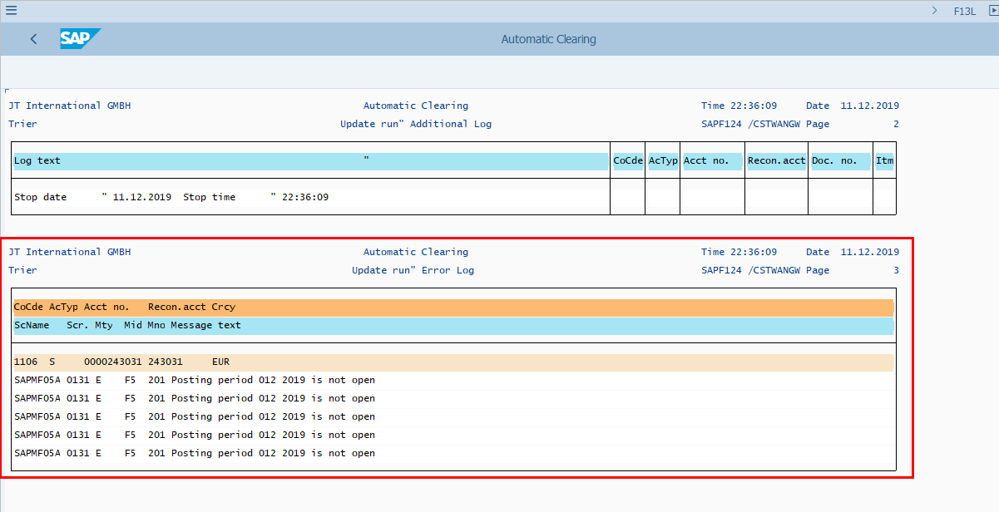 F13L
SAP
Automatic Clearing
JT International GMBH Automatic Clearing Time 22:36:09 Date 11.12.2019
Trier Update run" Additional Log SAPF124 /CSTWANGW Page 2
Log text " CoCde AcTyp Acct no. Recon.acct Doc. no. Itm
Stop date " 11.12.2019 Stop time " 22:36:09
JT International GMBH Automatic Clearing Time 22:36:09 Date 11.12.2019
Trier Update run" Error Log SAPF124 /CSTWANGW Page 3
CoCde AcTyp Acct no. Recon.acct Crcy
ScName Scr. Mty Mid Mno Message text
1106 S 0000243031 243031 EUR
SAPMF05A 0131 E F5 201 Posting period 012 2019 is not open
SAPMF05A 0131 E F5 201 Posting period 012 2019 is not open
SAPMF05A 0131 E F5 201 Posting period 012 2019 is not open
SAPMF05A 0131 E F5 201 Posting period 012 2019 is not open
SAPMF05A 0131 E F5 201 Posting period 012 2019 is not open